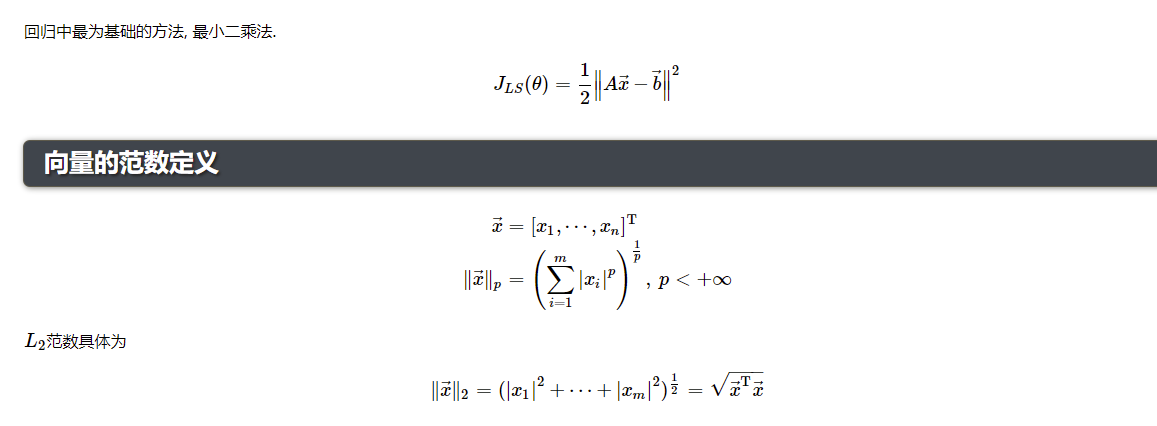 回归中最为基础的方法, 最小二乘法.
$J_{LS}(\theta) = \frac{1}{2} \left\| A\vec{x} - \vec{b} \right\|^2$
向量的范数定义
$\vec{x} = [x_1, \cdots, x_n]^{\mathrm{T}}$
$\|\vec{x}\|_p = \left( \sum_{i=1}^{m} |x_i|^p \right)^{\frac{1}{p}}, p < +\infty$
$L_2$范数具体为
$\|\vec{x}\|_2 = (|x_1|^2 + \cdots + |x_m|^2)^{\frac{1}{2}} = \sqrt{\vec{x}^{\mathrm{T}} \vec{x}}$